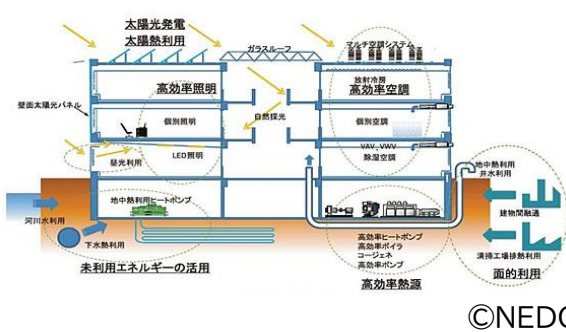 太陽光発電
太陽熱利用
ガラスルーフ
マルチ空調システム
放射冷房
高効率照明
高効率空調
壁面太陽光パネル
個別照明
自然採光
個別空調
昼光利用
LED照明
VAV、VWV
除湿空調
地中熱利用
井水利用
地中熱利用ヒートポンプ
河川水利用
建物間融通
下水熱利用
高効率ヒートポンプ
高効率ボイラ
コージェネ
高効率ポンプ
清掃工場排熱利用
未利用エネルギーの活用
高効率熱源
面的利用
©NEDO